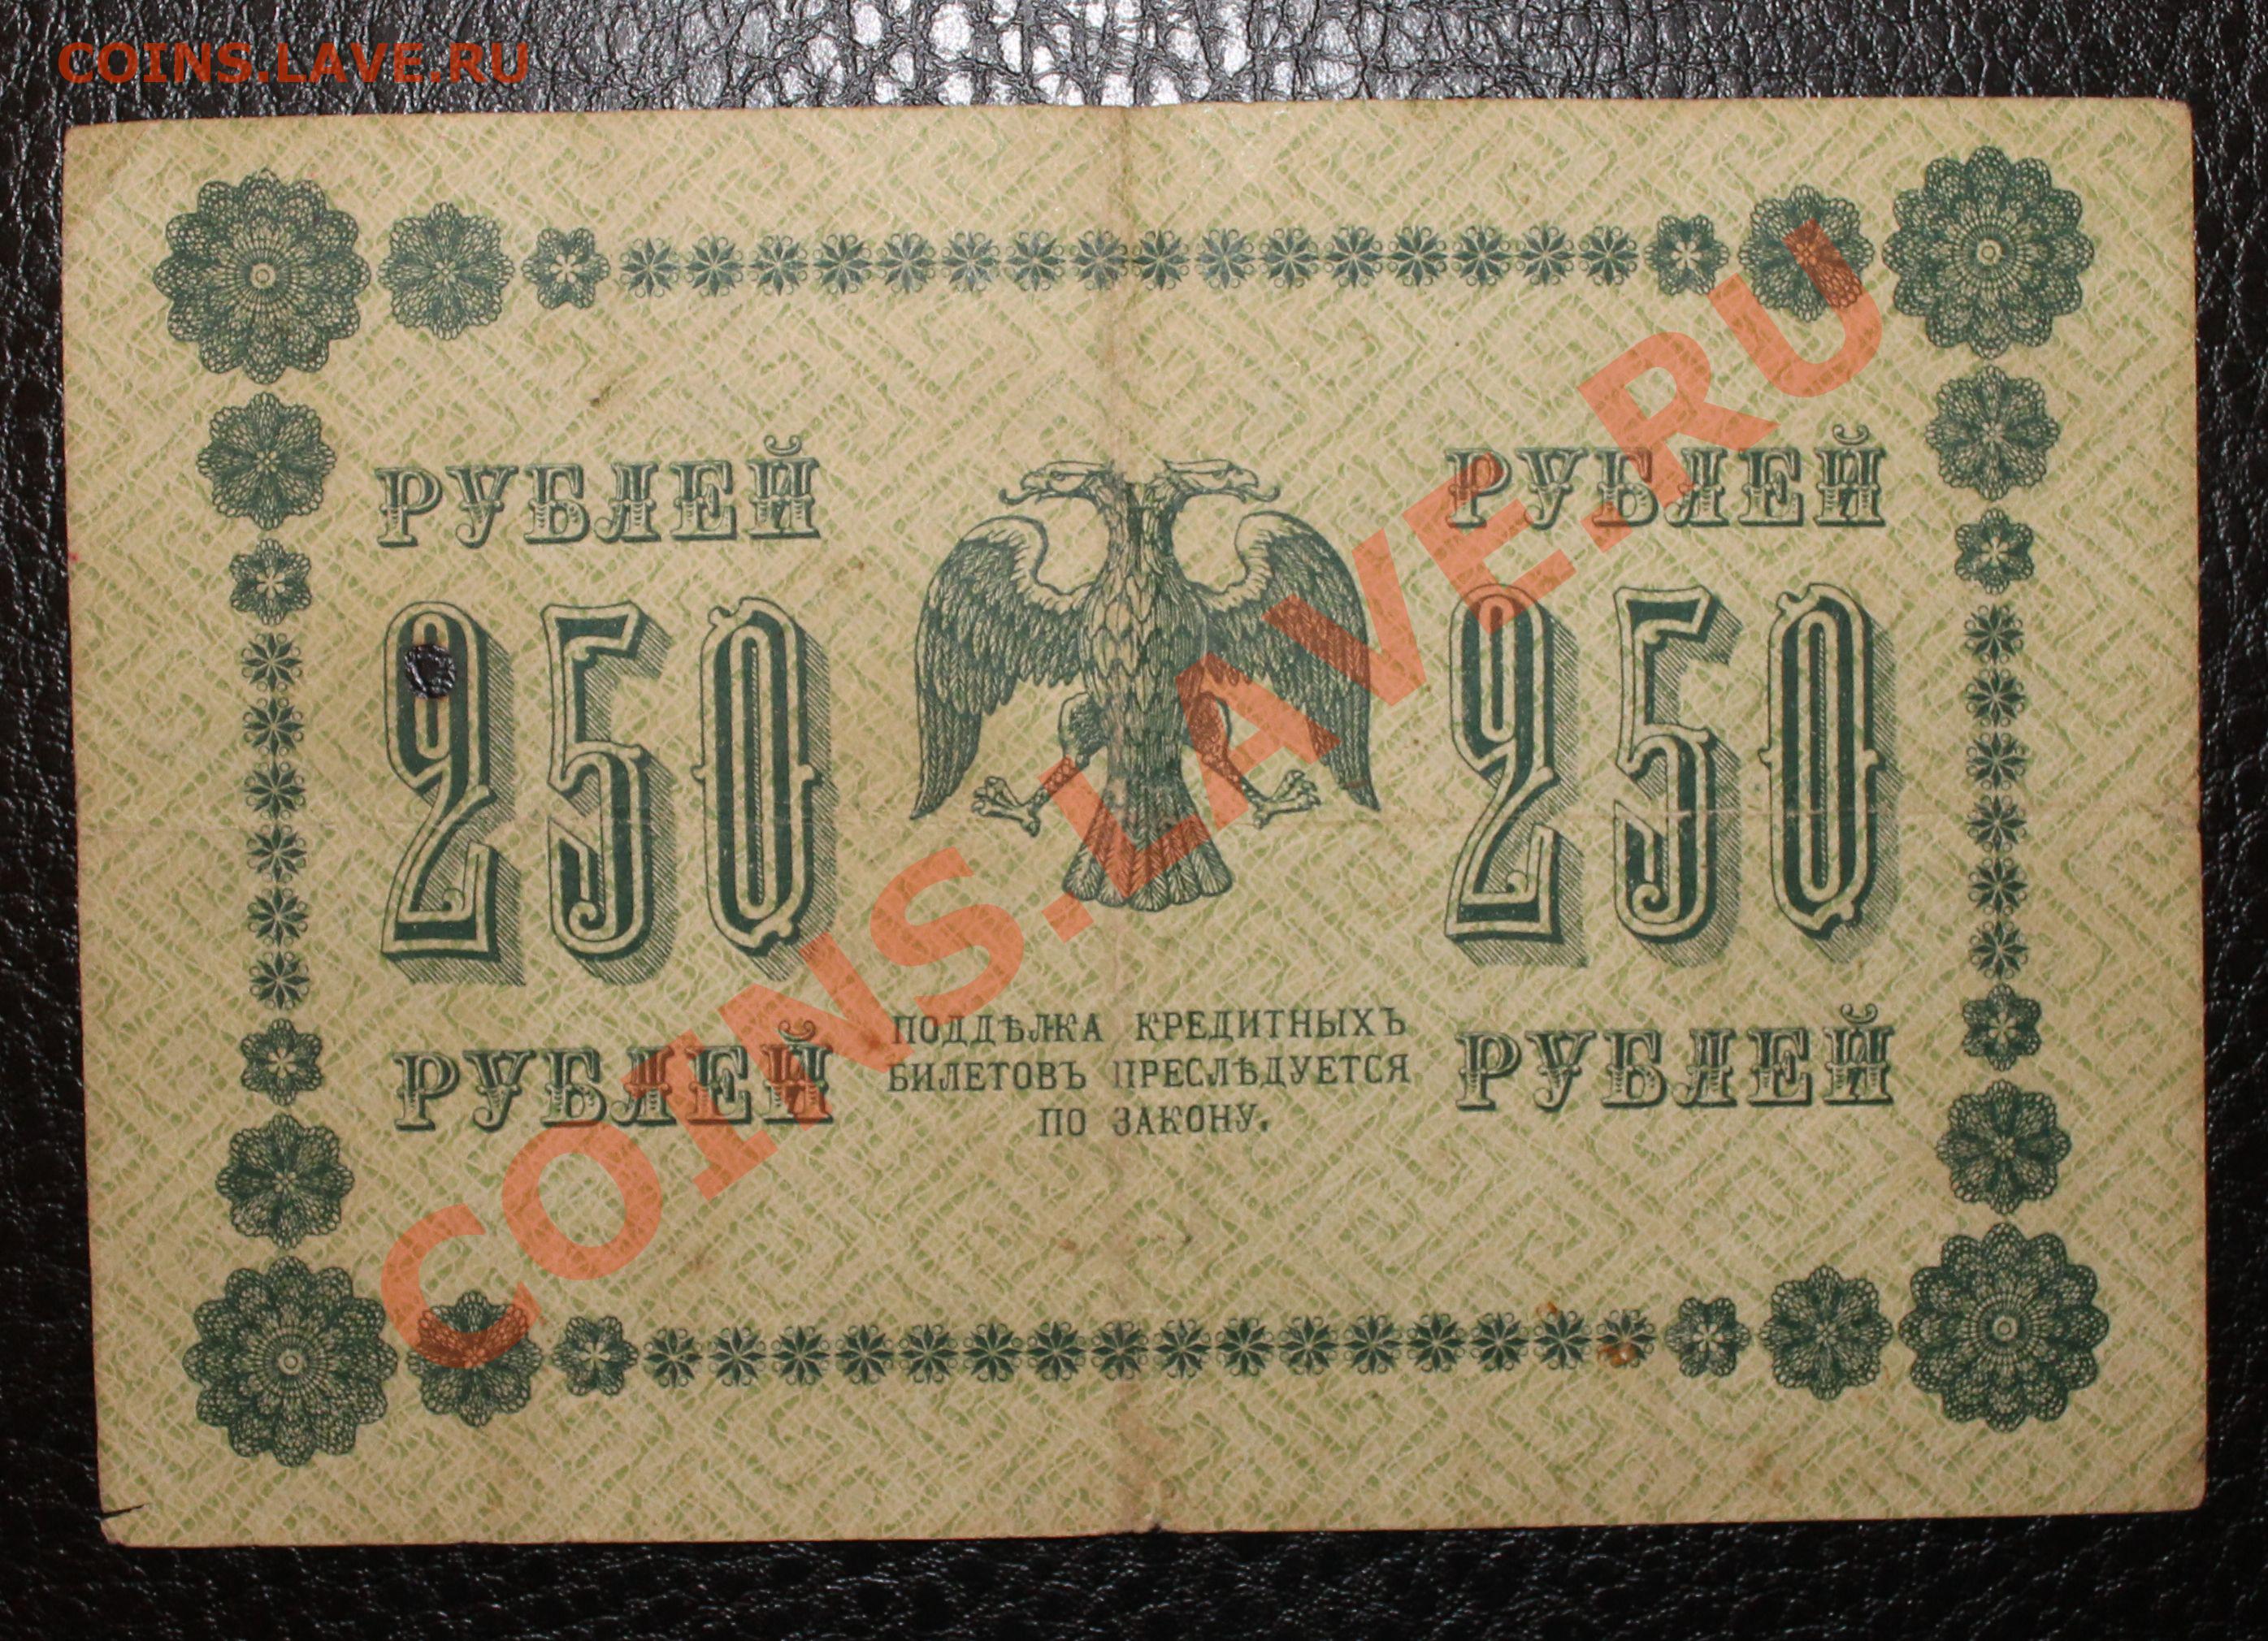 COINS.LAVE.RU
РУБЛЕЙ
РУБЛЕЙ
250
250
РУБЛЕЙ
РУБЛЕЙ
ПОДДѢЛКА КРЕДИТНЫХЪ
БИЛЕТОВЪ ПРЕСЛѢДУЕТСЯ
ПО ЗАКОНУ.
COINS.LAVE.RU